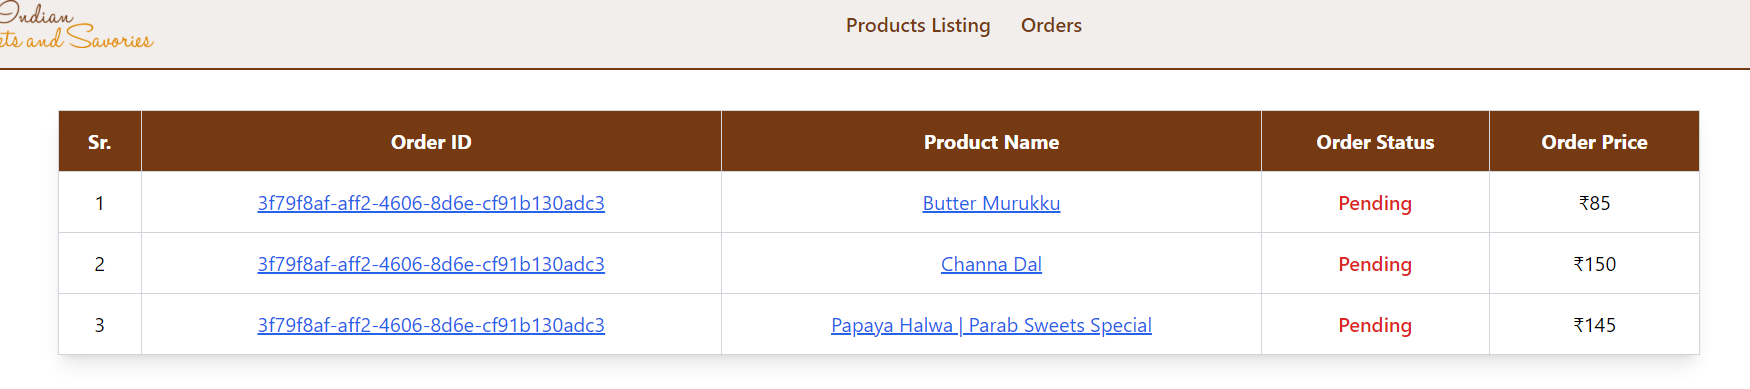 Indian
ets and Savories
Products Listing Orders
Sr. Order ID Product Name Order Status Order Price
1 3f79f8af-aff2-4606-8d6e-cf91b130adc3 Butter Murukku Pending ₹85
2 3f79f8af-aff2-4606-8d6e-cf91b130adc3 Channa Dal Pending ₹150
3 3f79f8af-aff2-4606-8d6e-cf91b130adc3 Papaya Halwa | Parab Sweets Special Pending ₹145